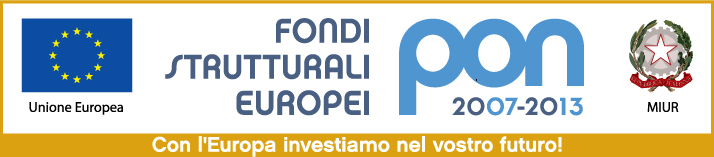 Unione Europea
FONDI
STRUTTURALI
EUROPEI
pon
2007-2013
MIUR
Con l'Europa investiamo nel vostro futuro!